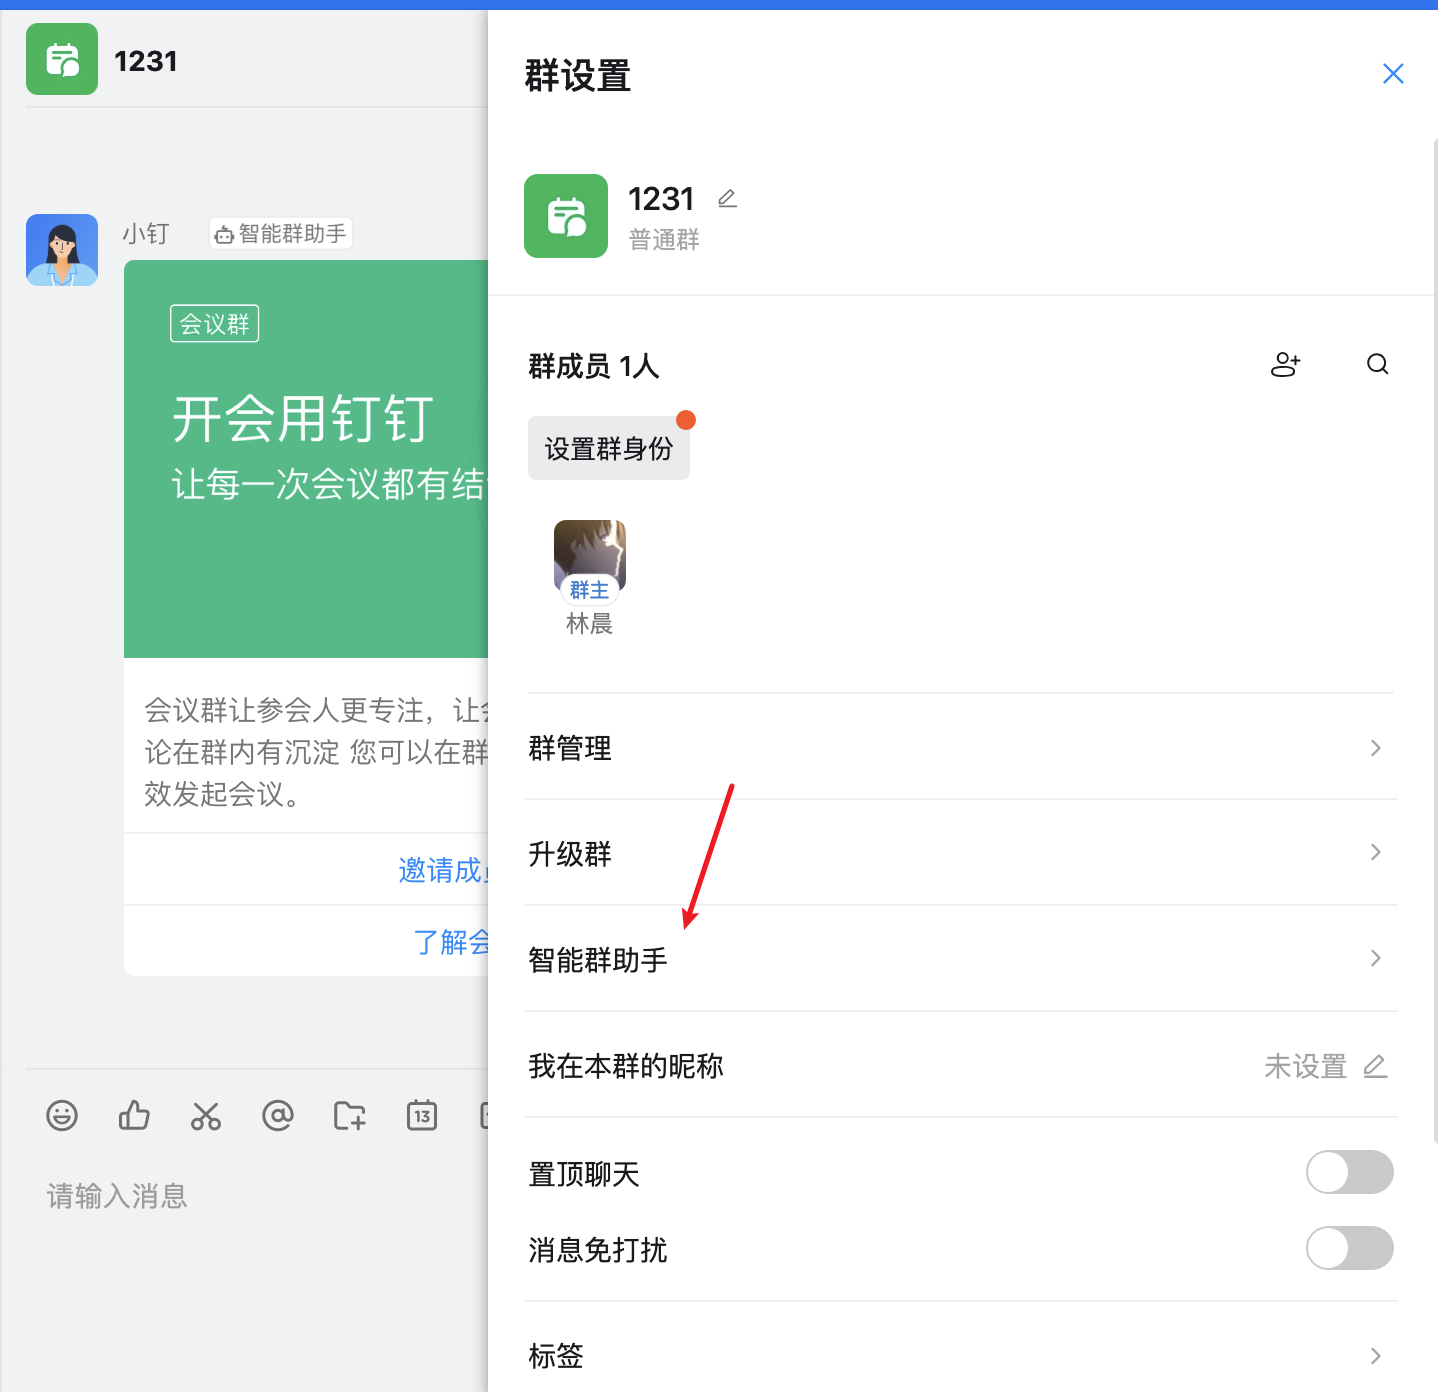 1231
小钉
智能群助手
会议群
开会用钉钉
让每一次会议都有结
会议群让参会人更专注，让会
论在群内有沉淀 您可以在群
效发起会议。
邀请成员
了解会
13
请输入消息
群设置
1231
普通群
群成员 1人
设置群身份
群主
林晨
群管理
升级群
智能群助手
我在本群的昵称
未设置
置顶聊天
消息免打扰
标签